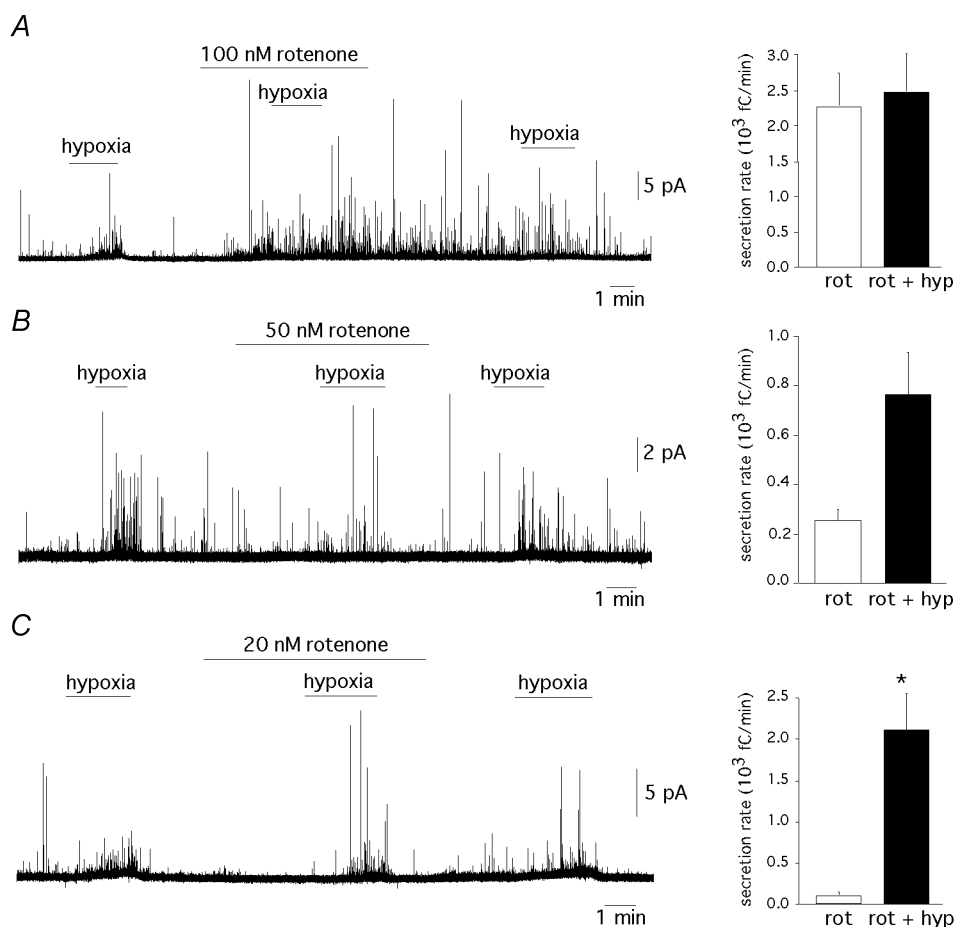 A
100 nM rotenone
hypoxia
hypoxia
hypoxia
5 pA
1 min
secretion rate (10³ fC/min)
3.0
2.5
2.0
1.5
1.0
0.5
0.0
rot
rot + hyp
B
50 nM rotenone
hypoxia
hypoxia
hypoxia
2 pA
1 min
secretion rate (10³ fC/min)
1.0
0.8
0.6
0.4
0.2
0.0
rot
rot + hyp
C
20 nM rotenone
hypoxia
hypoxia
hypoxia
5 pA
1 min
secretion rate (10³ fC/min)
*
2.5
2.0
1.5
1.0
0.5
0.0
rot
rot + hyp